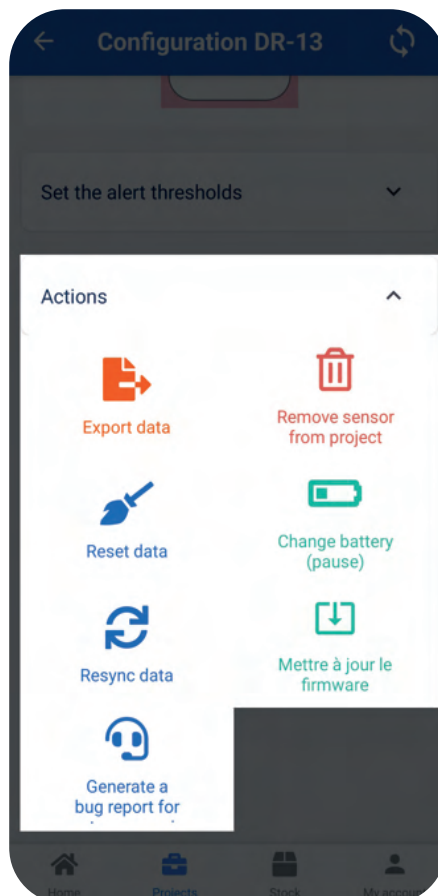 Configuration DR-13
Set the alert thresholds
Actions
Export data
Remove sensor
from project
Reset data
Change battery
(pause)
Resync data
Mettre à jour le
firmware
Generate a
bug report for
Home
Projects
Stock
My account